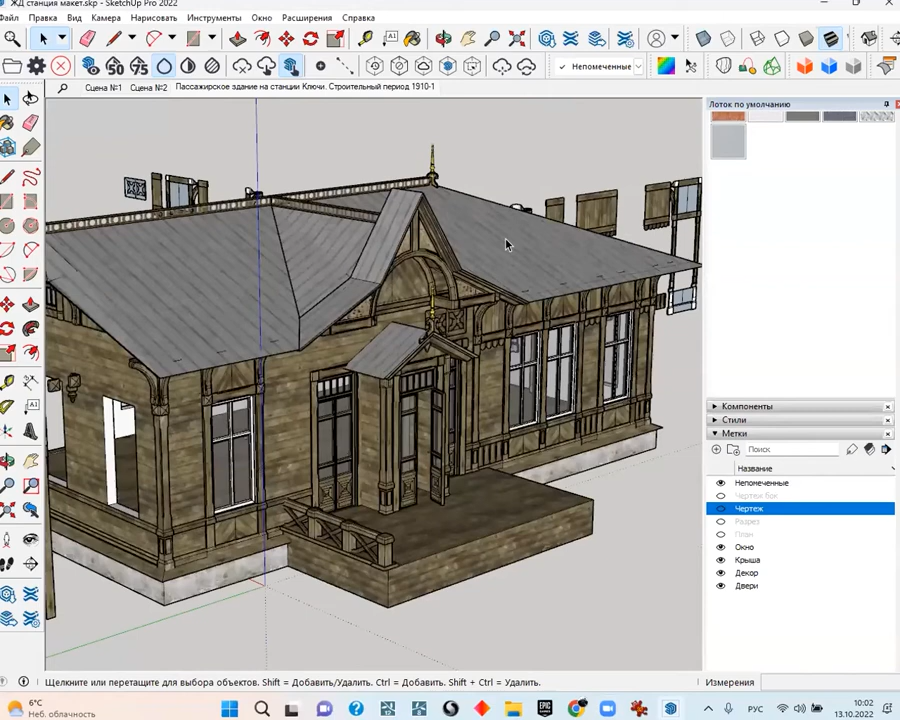 ЖД станция макет.skp - SketchUp Pro 2022
Файл Правка Вид Камера Нарисовать Инструменты Окно Расширения Справка
50 75 Непомеченные
Сцена №1 Сцена №2 Пассажирское здание на станции Ключи. Строительный период 1910-1
Лоток по умолчанию
Компоненты
Стили
Метки
Поиск
Название
Непомеченные
Чертеж бок
Чертеж
Разрез
План
Окно
Крыша
Декор
Двери
Щелкните или перетащите для выбора объектов. Shift = Добавить/Удалить. Ctrl = Добавить. Shift + Ctrl = Удалить.
Измерения
6°C
Неб. облачность
РУС
10:02
13.10.2022